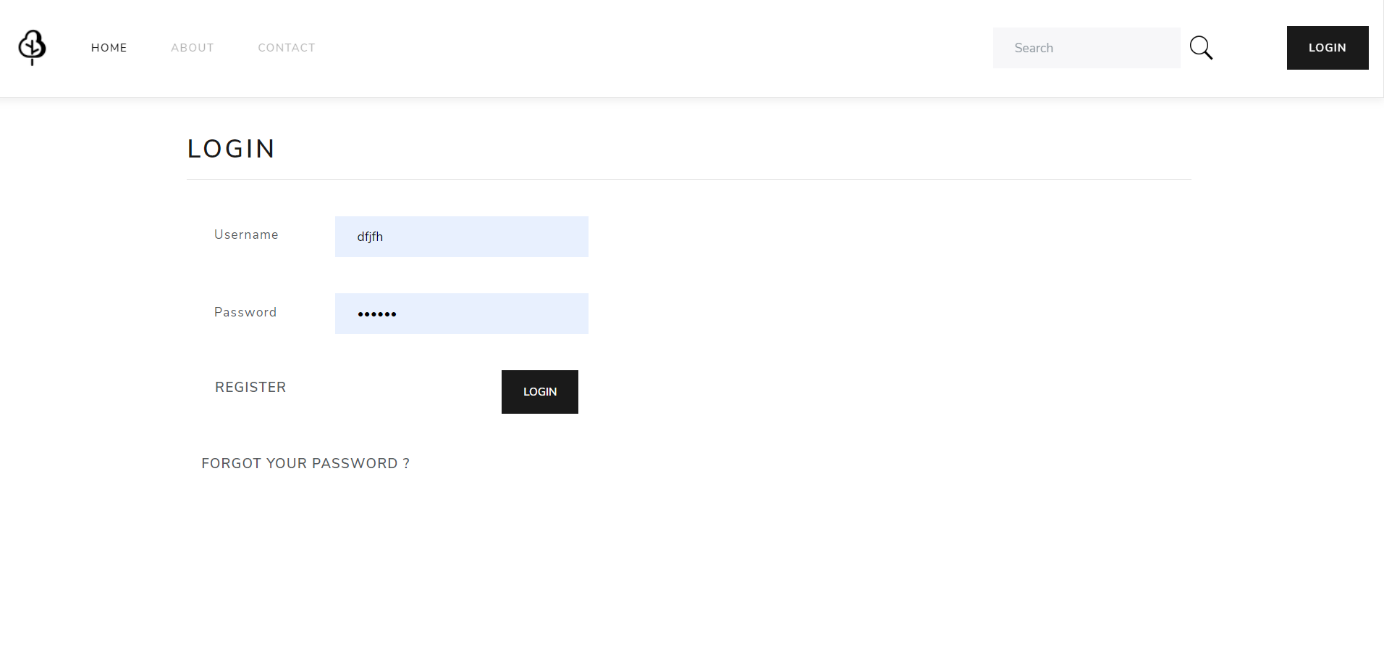 HOME ABOUT CONTACT Search LOGIN
LOGIN
Username dfjfh
Password ••••••
REGISTER LOGIN
FORGOT YOUR PASSWORD ?